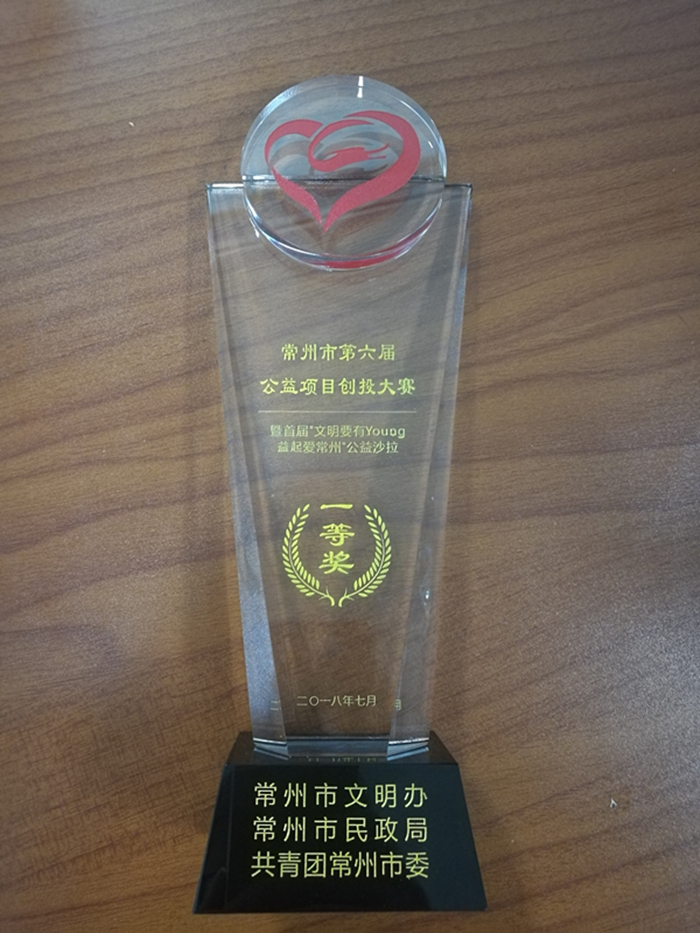 常州市第六届
公益项目创投大赛
暨首届"文明要有Young
益起爱常州"公益沙拉
一
等
奖
二〇一八年七月
常州市文明办
常州市民政局
共青团常州市委